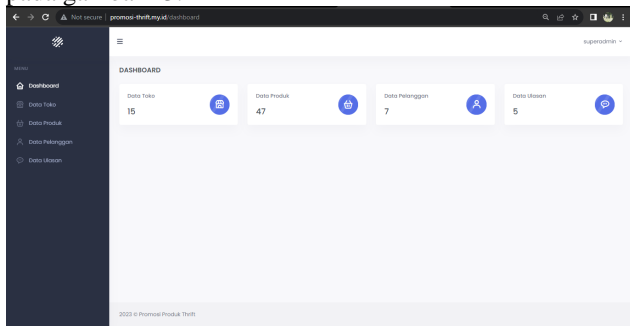 Not secure | promosi-thrift.my.id/dashboard
superadmin
MENU
DASHBOARD
Dashboard
Data Toko
Data Produk
Data Pelanggan
Data Ulasan
Data Toko
15
Data Produk
47
Data Pelanggan
7
Data Ulasan
5
2023 © Promosi Produk Thrift.